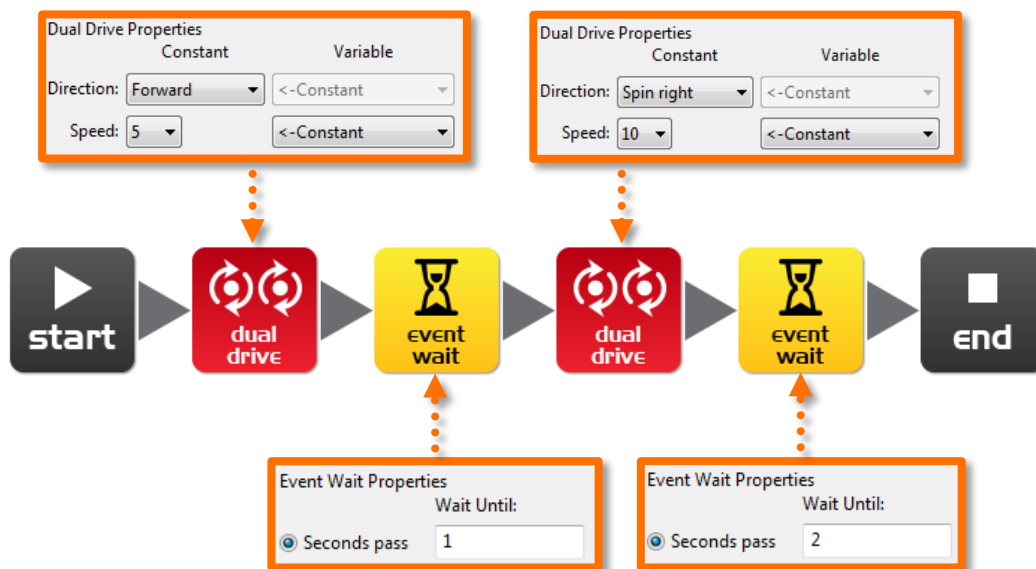 Dual Drive Properties
Constant Variable
Direction: Forward <-Constant
Speed: 5 <-Constant
Dual Drive Properties
Constant Variable
Direction: Spin right <-Constant
Speed: 10 <-Constant
start
dual
drive
event
wait
dual
drive
event
wait
end
Event Wait Properties
Wait Until:
Seconds pass 1
Event Wait Properties
Wait Until:
Seconds pass 2